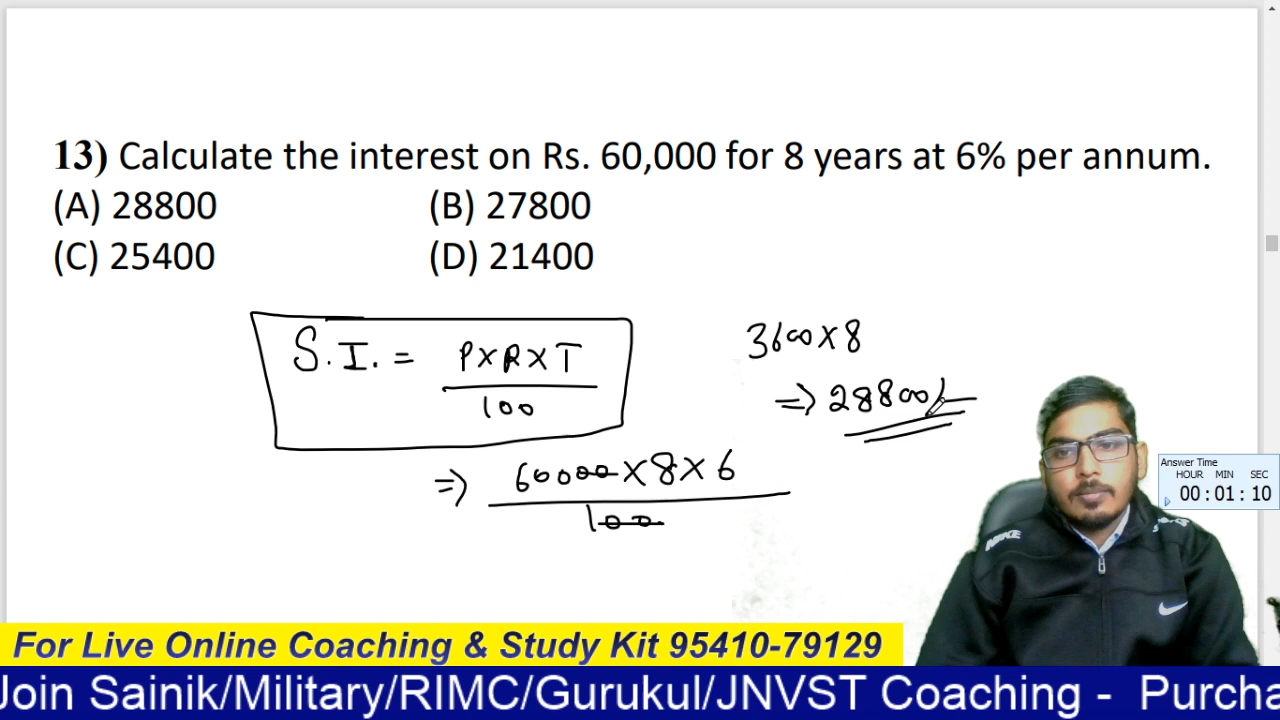 13) Calculate the interest on Rs. 60,000 for 8 years at 6% per annum.
(A) 28800 (B) 27800
(C) 25400 (D) 21400
S.I. = P×R×T
100
3600×8
=> 28800/-
=> 60000×8×6
100
Answer Time
HOUR MIN SEC
00:01:10
NIKE
For Live Online Coaching & Study Kit 95410-79129
Join Sainik/Military/RIMC/Gurukul/JNVST Coaching - Purcha